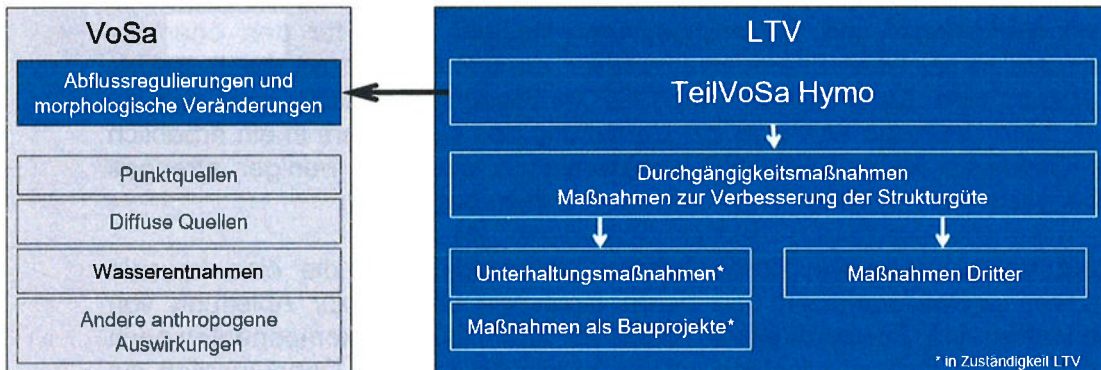 VoSa
Abflussregulierungen und
morphologische Veränderungen
Punktquellen
Diffuse Quellen
Wasserentnahmen
Andere anthropogene
Auswirkungen
LTV
TeilVoSa Hymo
Durchgängigkeitsmaßnahmen
Maßnahmen zur Verbesserung der Strukturgüte
Unterhaltungsmaßnahmen*
Maßnahmen Dritter
Maßnahmen als Bauprojekte*
* in Zuständigkeit LTV